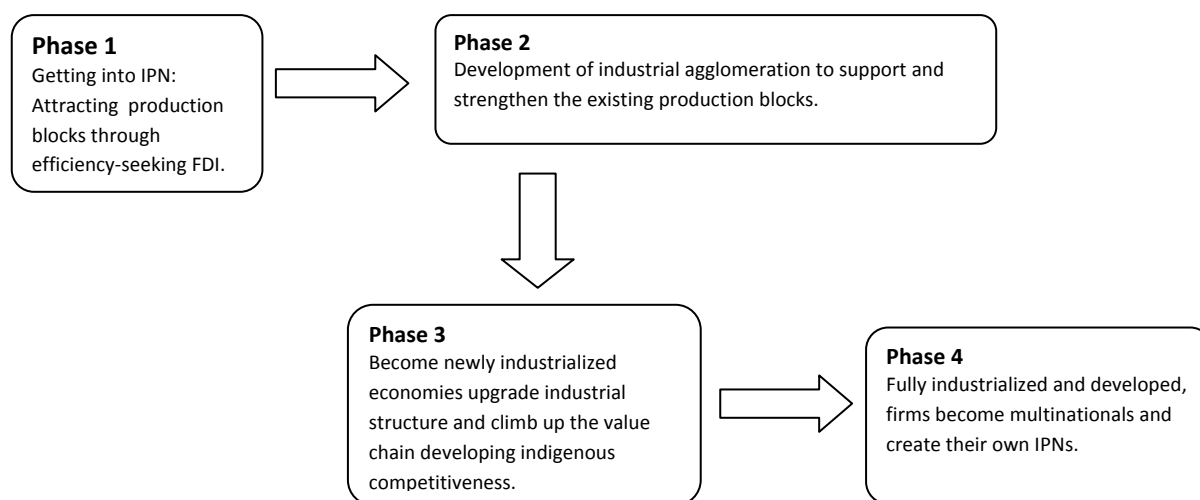 Phase 1
Getting into IPN:
Attracting production
blocks through
efficiency-seeking FDI.
Phase 2
Development of industrial agglomeration to support and
strengthen the existing production blocks.
Phase 3
Become newly industrialized
economies upgrade industrial
structure and climb up the value
chain developing indigenous
competitiveness.
Phase 4
Fully industrialized and developed,
firms become multinationals and
create their own IPNs.